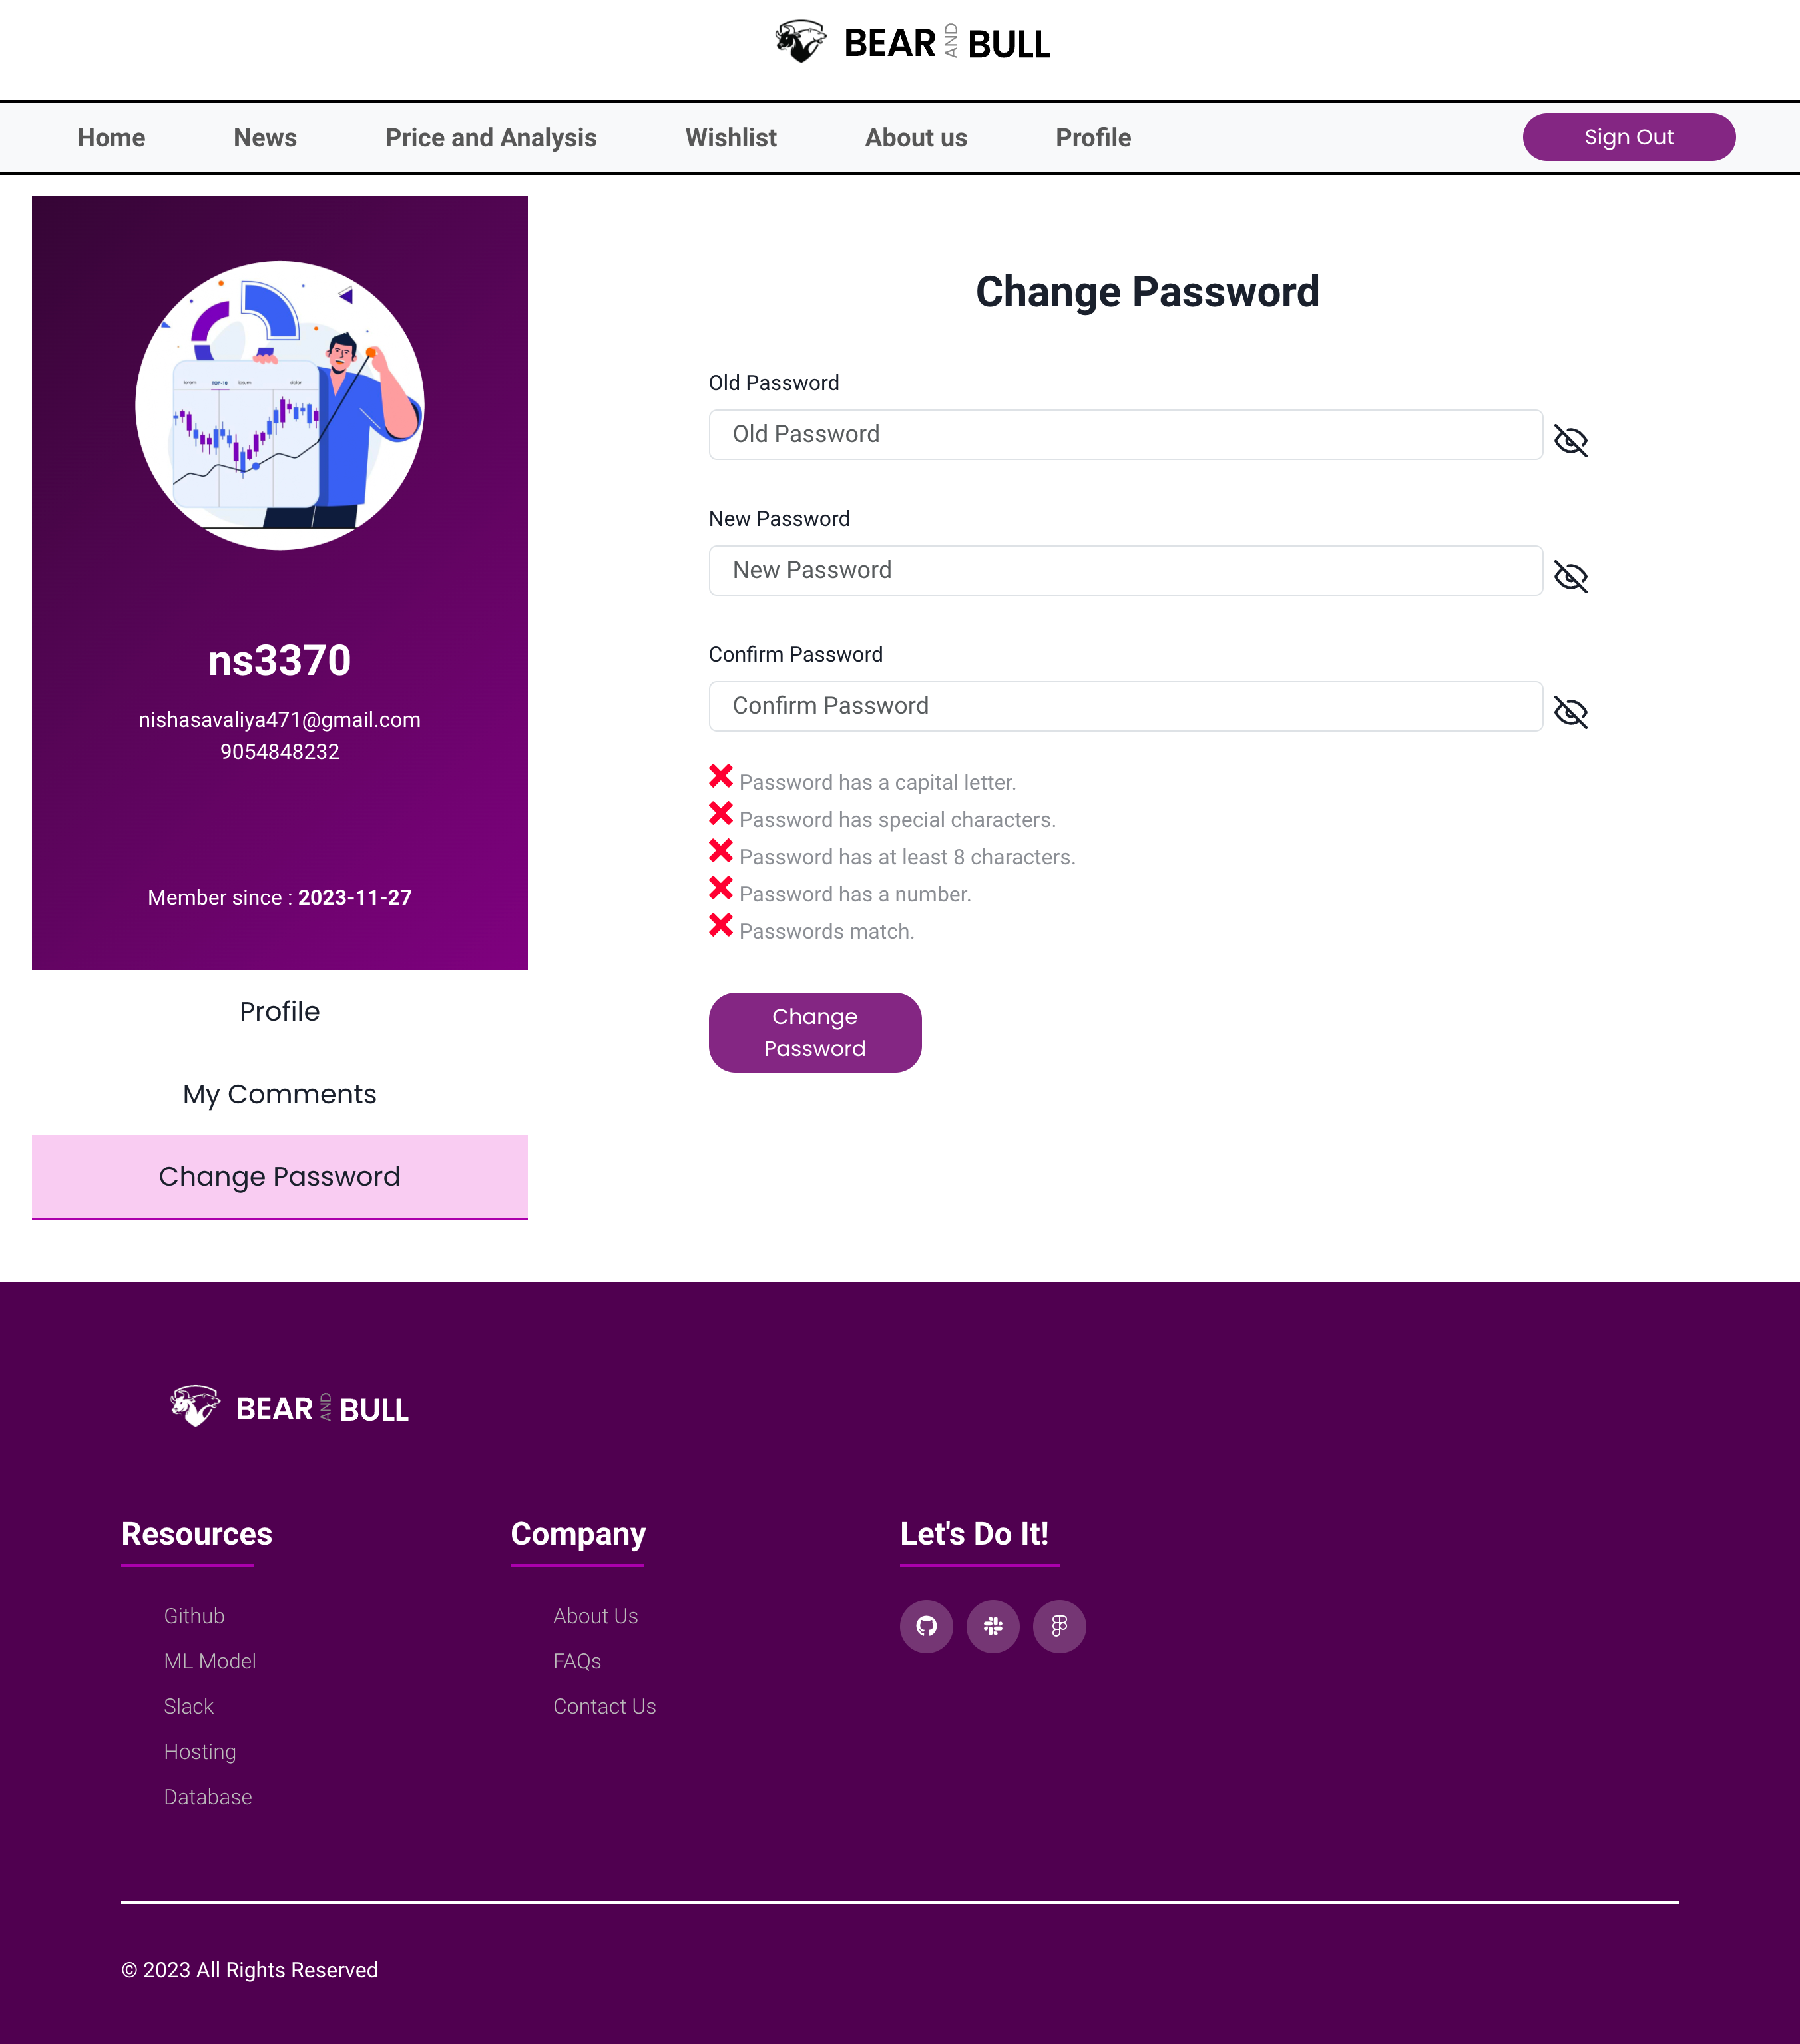 BEAR AND BULL
Home News Price and Analysis Wishlist About us Profile Sign Out
lorem TOP-10 ipsum dolor
ns3370
nishasavaliya471@gmail.com
9054848232
Member since : 2023-11-27
Profile
My Comments
Change Password
Change Password
Old Password
Old Password
New Password
New Password
Confirm Password
Confirm Password
Password has a capital letter.
Password has special characters.
Password has at least 8 characters.
Password has a number.
Passwords match.
Change
Password
BEAR AND BULL
Resources
Github
ML Model
Slack
Hosting
Database
Company
About Us
FAQs
Contact Us
Let's Do It!
© 2023 All Rights Reserved